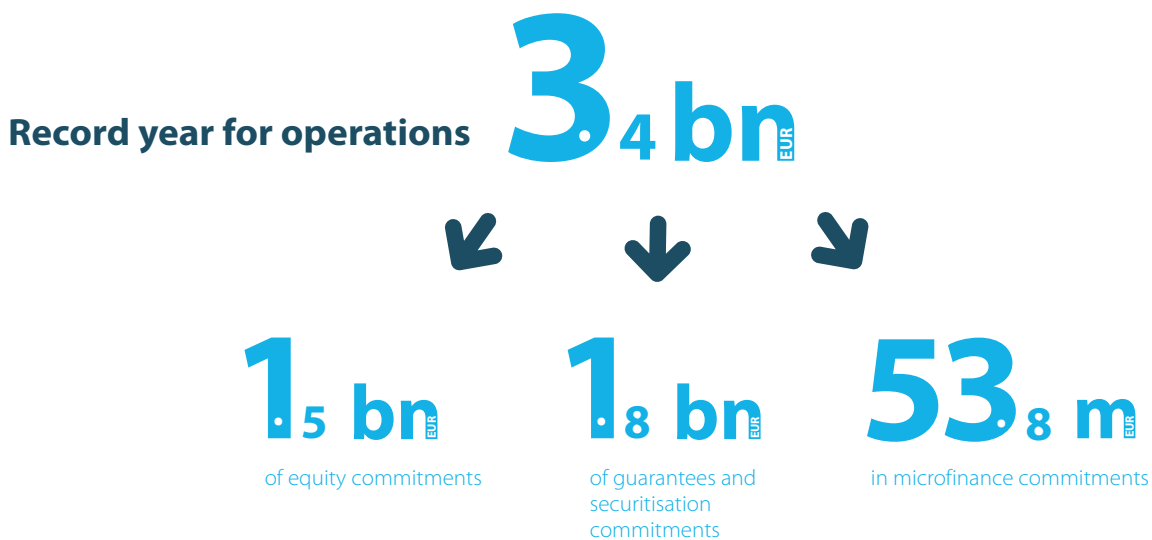 Record year for operations 3.4 bn EUR
1.5 bn EUR
of equity commitments
1.8 bn EUR
of guarantees and
securitisation
commitments
53.8 m EUR
in microfinance commitments